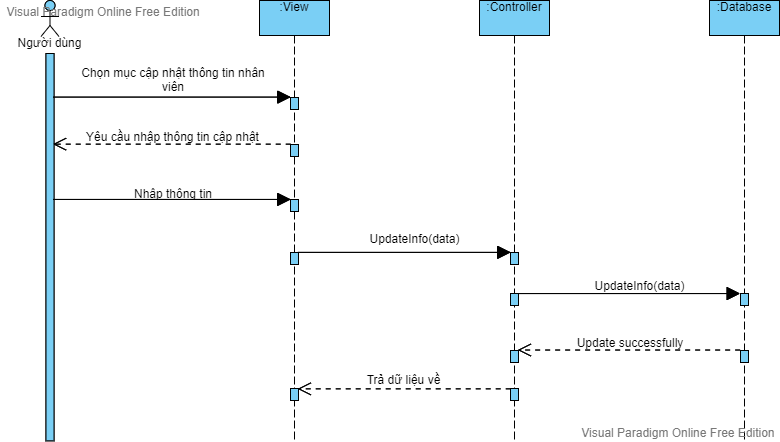 Visual Paradigm Online Free Edition
:View
:Controller
:Database
Người dùng
Chọn mục cập nhật thông tin nhân
viên
Yêu cầu nhập thông tin cập nhật
Nhập thông tin
UpdateInfo(data)
UpdateInfo(data)
Update successfully
Trả dữ liệu về
Visual Paradigm Online Free Edition